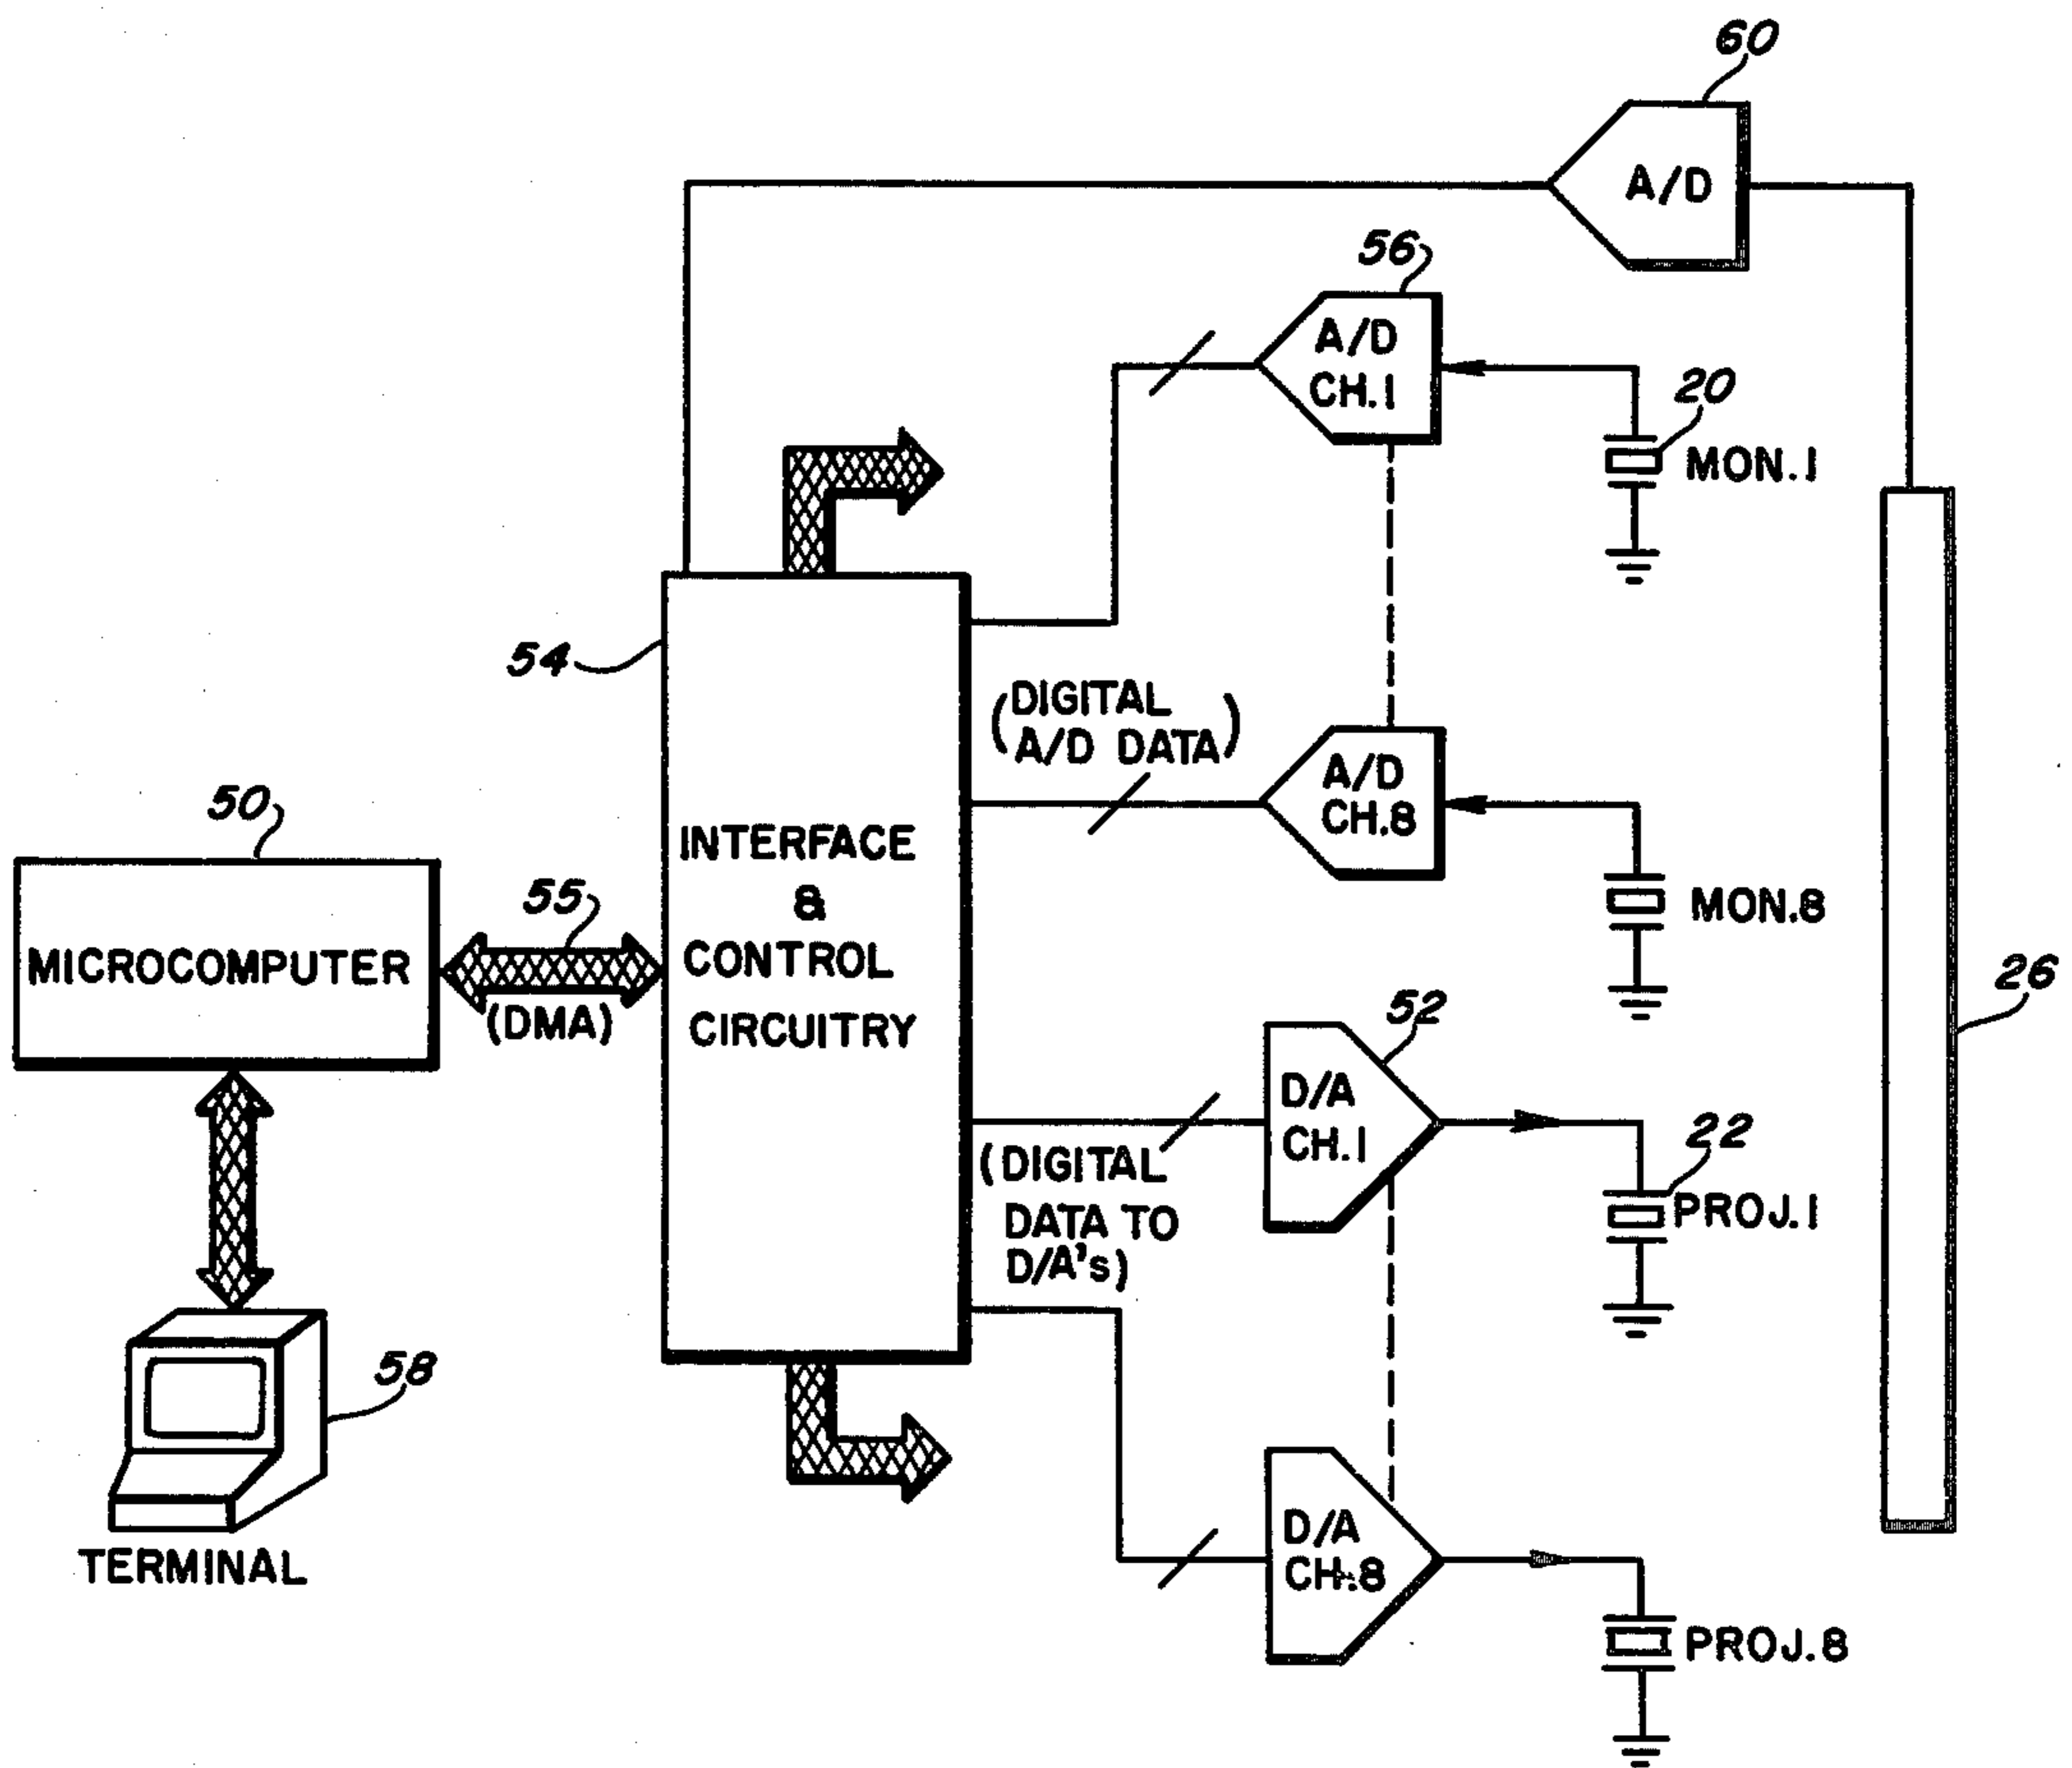 60
A/D
56
A/D
CH.1
20
MON.1
54
(DIGITAL
A/D DATA)
A/D
CH.8
50
INTERFACE
&
CONTROL
CIRCUITRY
55
MON.8
MICROCOMPUTER
(DMA)
26
52
D/A
CH.1
22
(DIGITAL
DATA TO
D/A's)
PROJ.1
58
D/A
CH.8
TERMINAL
PROJ.8